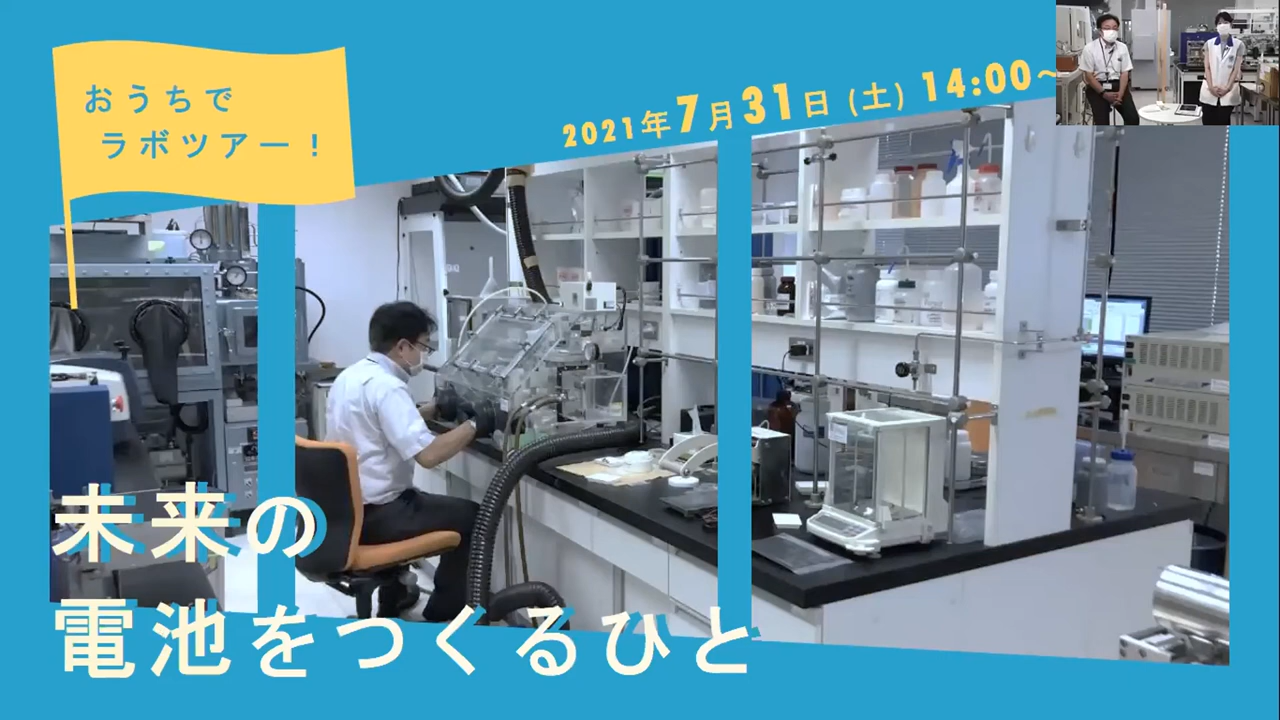 おうちで
ラボツアー！
2021年7月31日（土）14:00~
未来の
電池をつくるひと